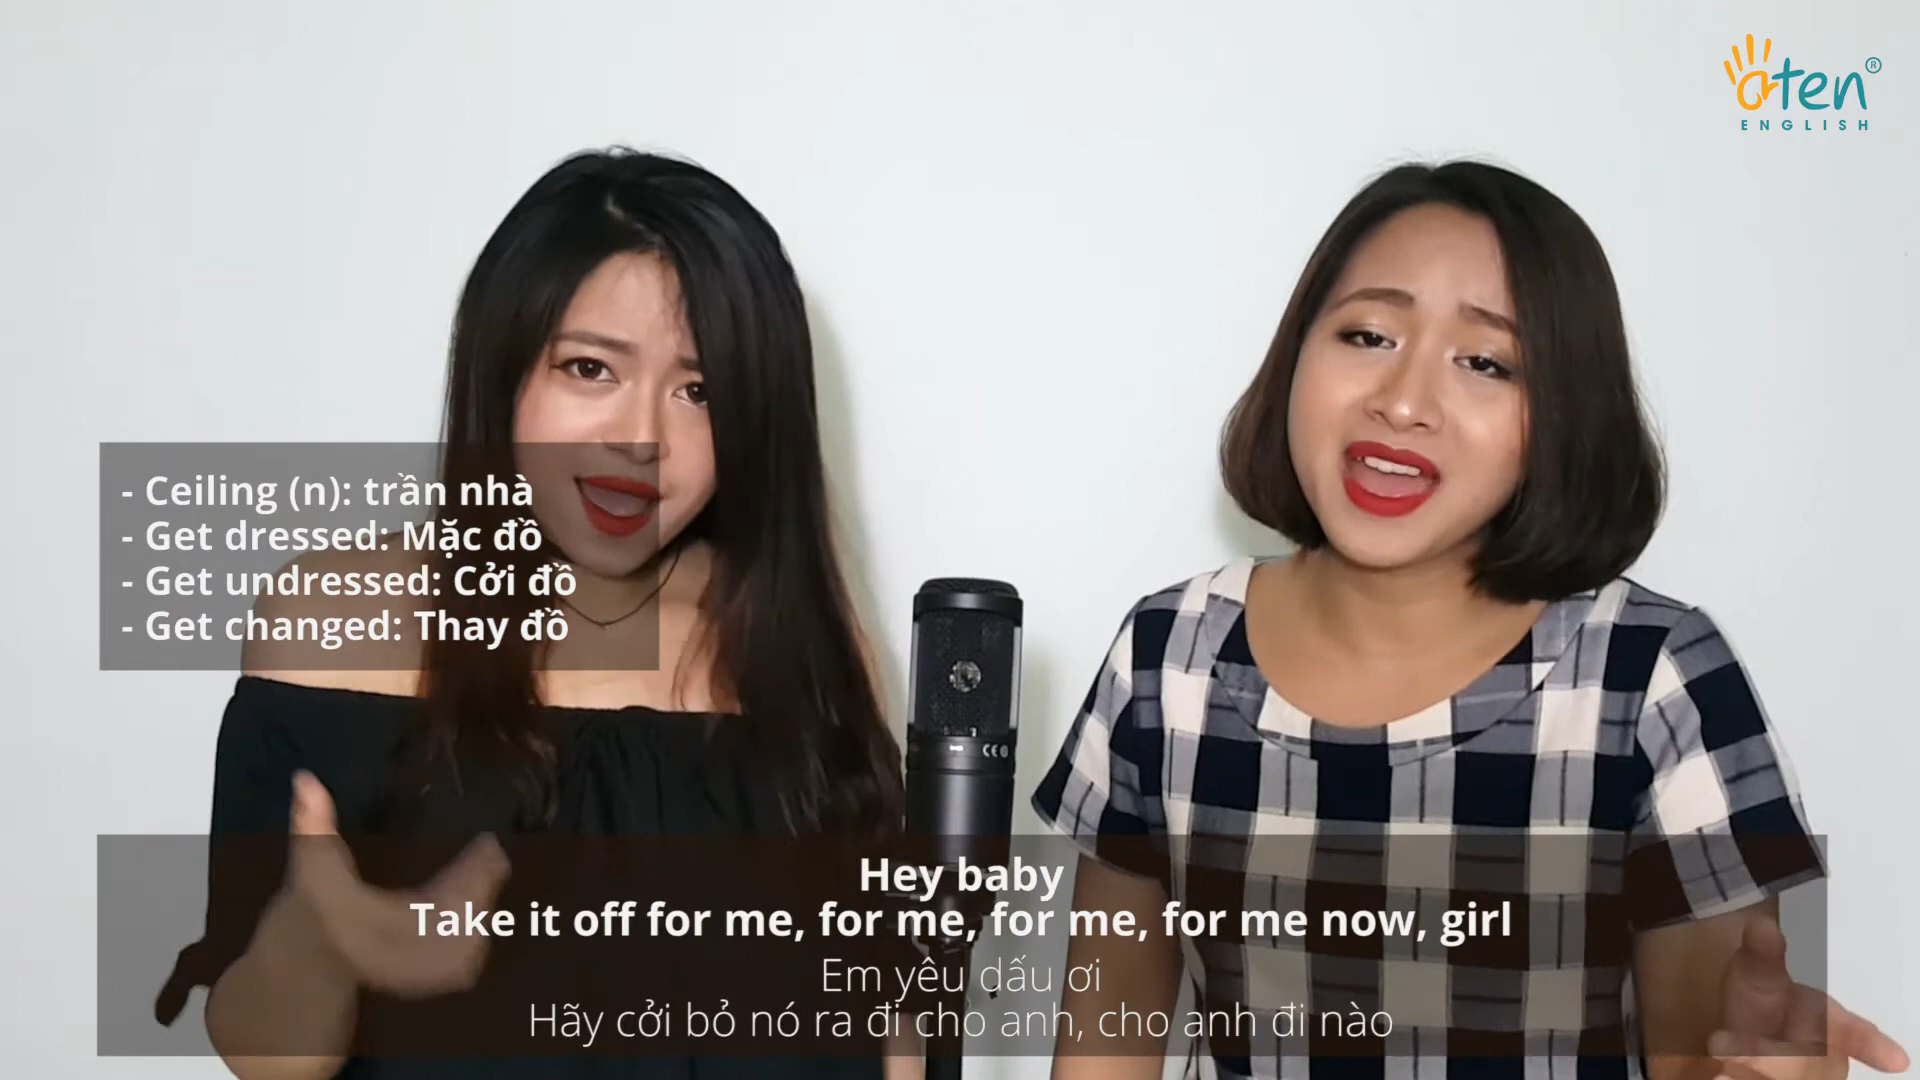 aten®
ENGLISH
- Ceiling (n): trần nhà
- Get dressed: Mặc đồ
- Get undressed: Cởi đồ
- Get changed: Thay đồ
Hey baby
Take it off for me, for me, for me, for me now, girl
Em yêu dấu ơi
Hãy cởi bỏ nó ra đi cho anh, cho anh đi nào